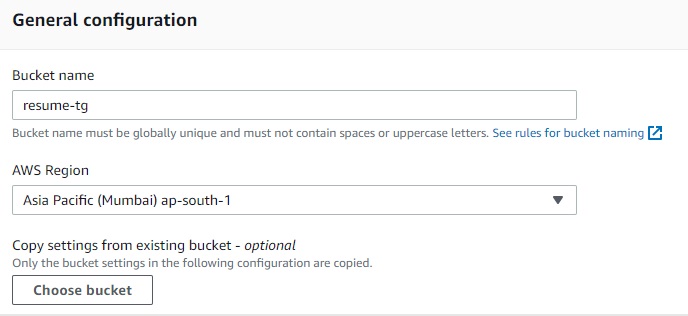 General configuration
Bucket name
resume-tg
Bucket name must be globally unique and must not contain spaces or uppercase letters. See rules for bucket naming
AWS Region
Asia Pacific (Mumbai) ap-south-1
Copy settings from existing bucket - optional
Only the bucket settings in the following configuration are copied.
Choose bucket